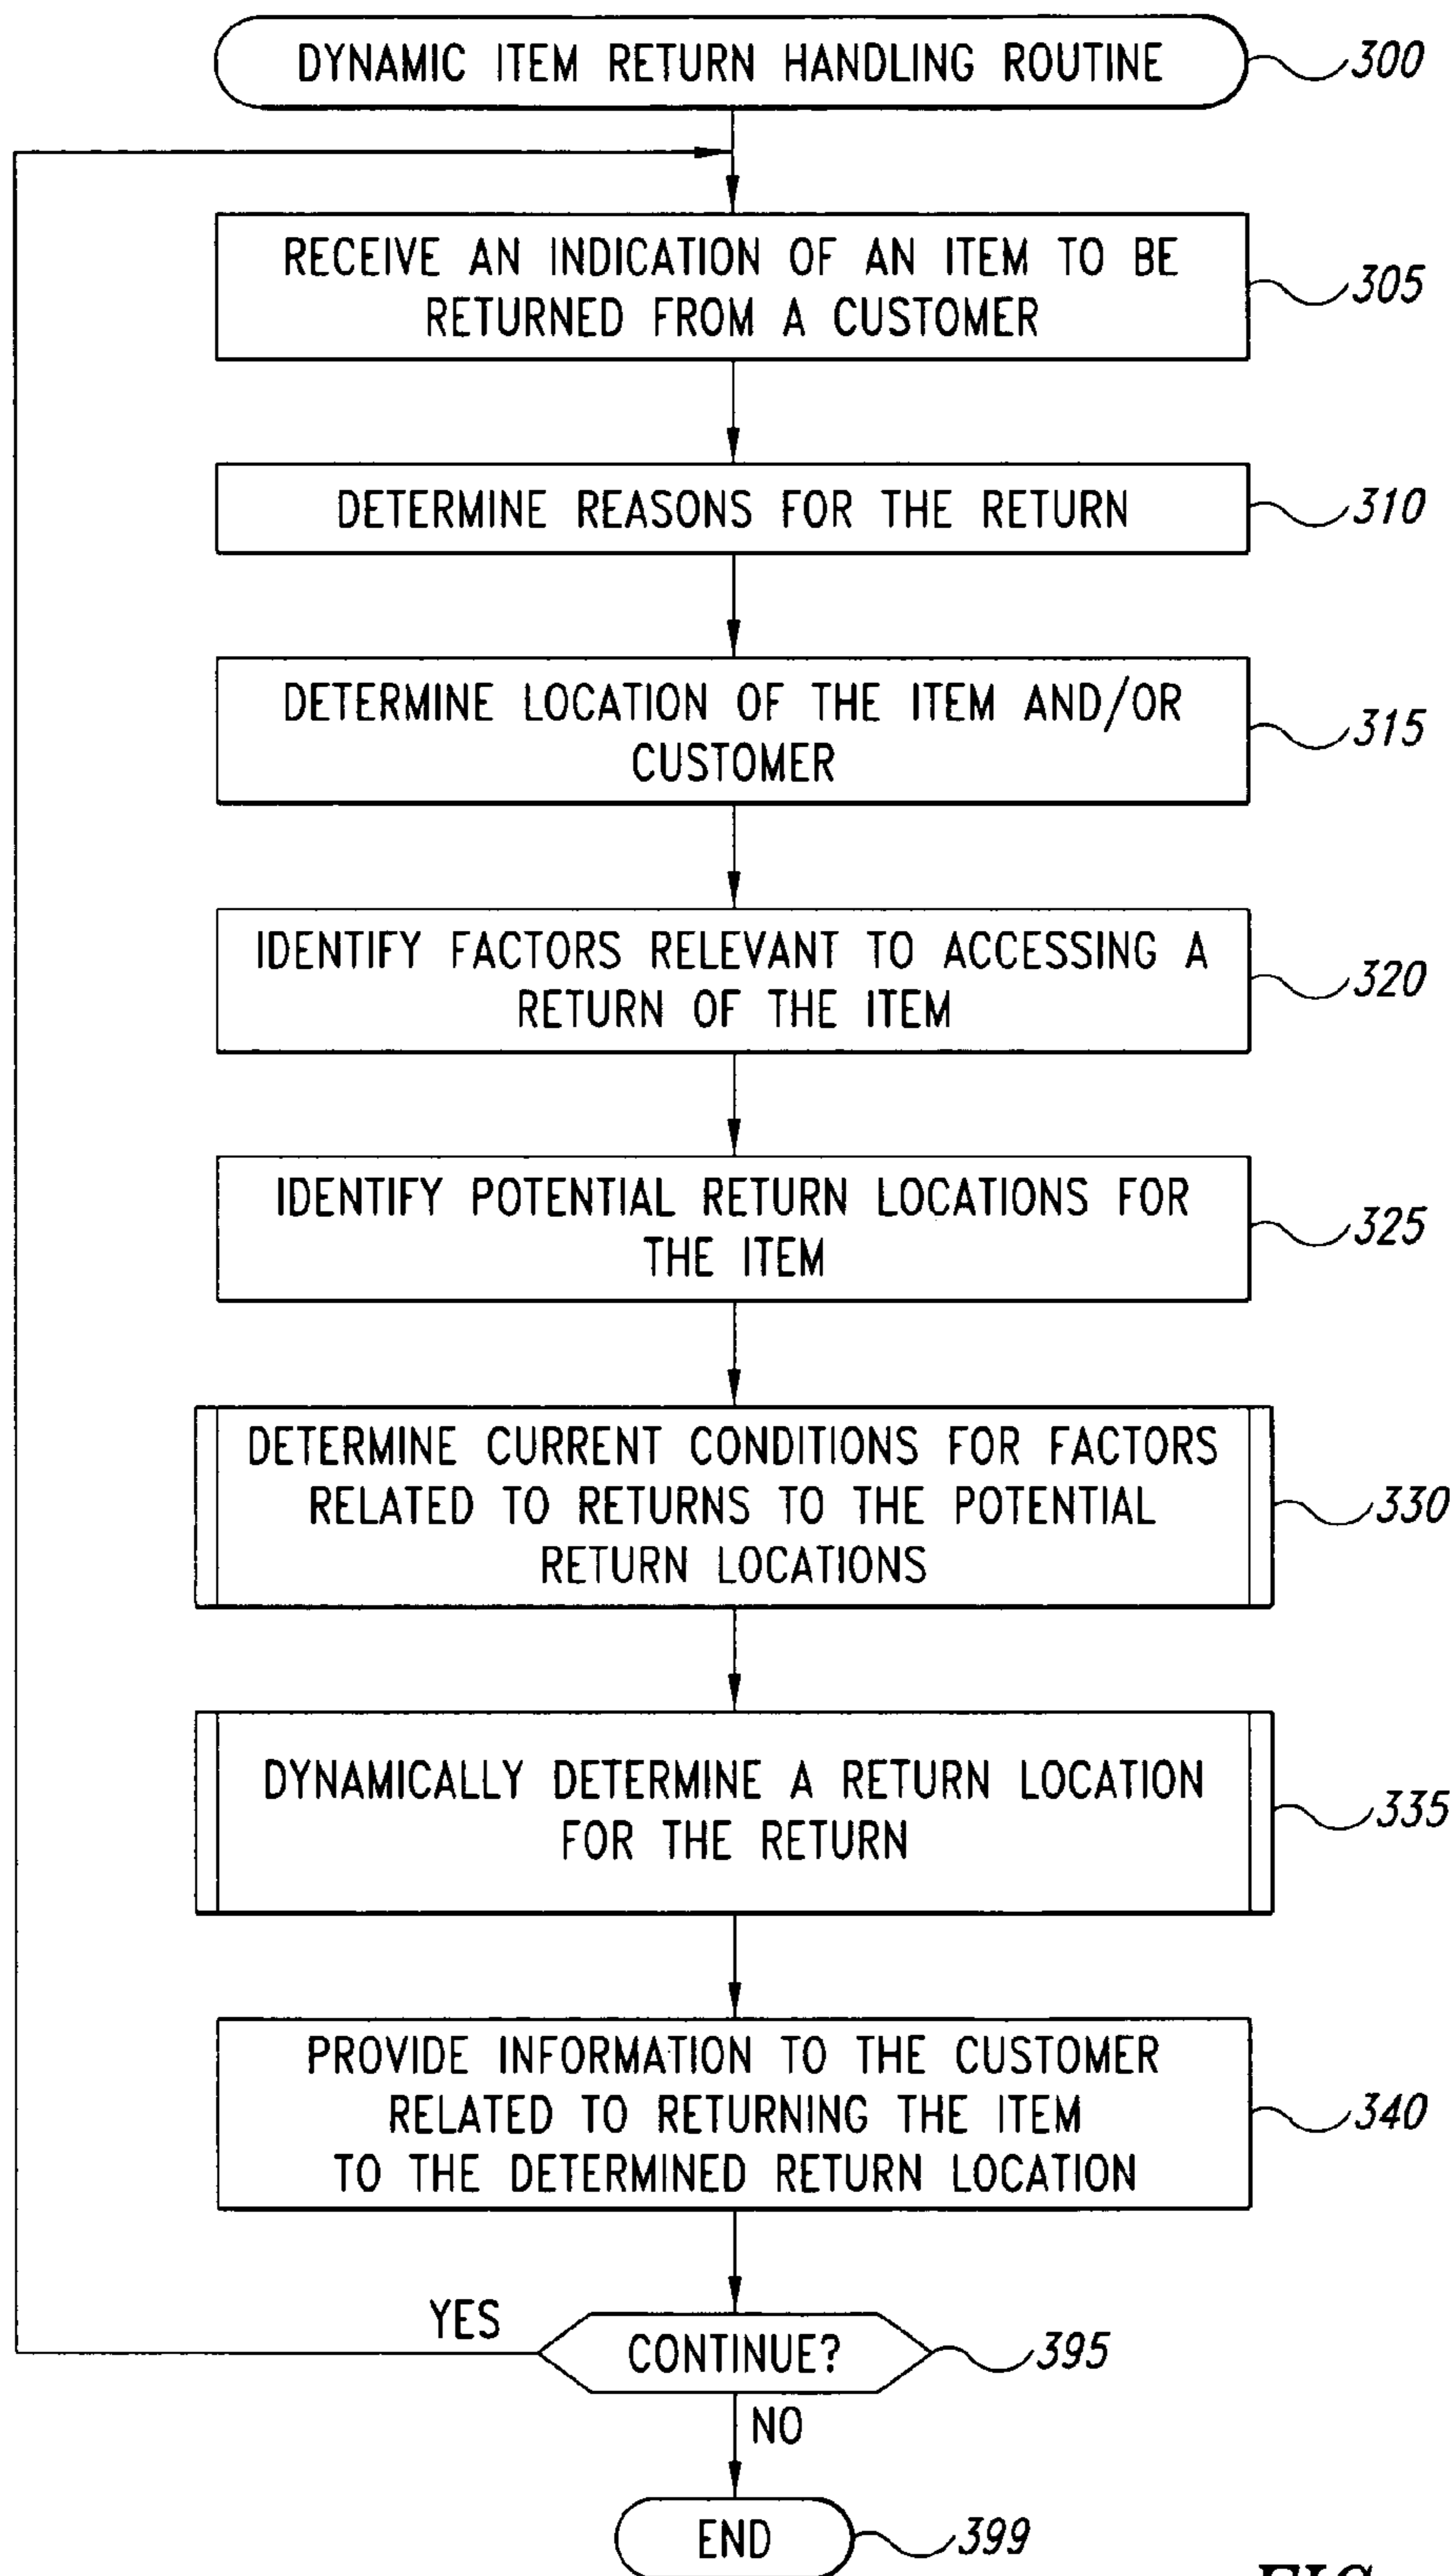 DYNAMIC ITEM RETURN HANDLING ROUTINE 300
RECEIVE AN INDICATION OF AN ITEM TO BE
RETURNED FROM A CUSTOMER
305
DETERMINE REASONS FOR THE RETURN 310
DETERMINE LOCATION OF THE ITEM AND/OR
CUSTOMER
315
IDENTIFY FACTORS RELEVANT TO ACCESSING A
RETURN OF THE ITEM
320
IDENTIFY POTENTIAL RETURN LOCATIONS FOR
THE ITEM
325
DETERMINE CURRENT CONDITIONS FOR FACTORS
RELATED TO RETURNS TO THE POTENTIAL
RETURN LOCATIONS
330
DYNAMICALLY DETERMINE A RETURN LOCATION
FOR THE RETURN
335
PROVIDE INFORMATION TO THE CUSTOMER
RELATED TO RETURNING THE ITEM
TO THE DETERMINED RETURN LOCATION
340
YES
CONTINUE? 395
NO
END 399